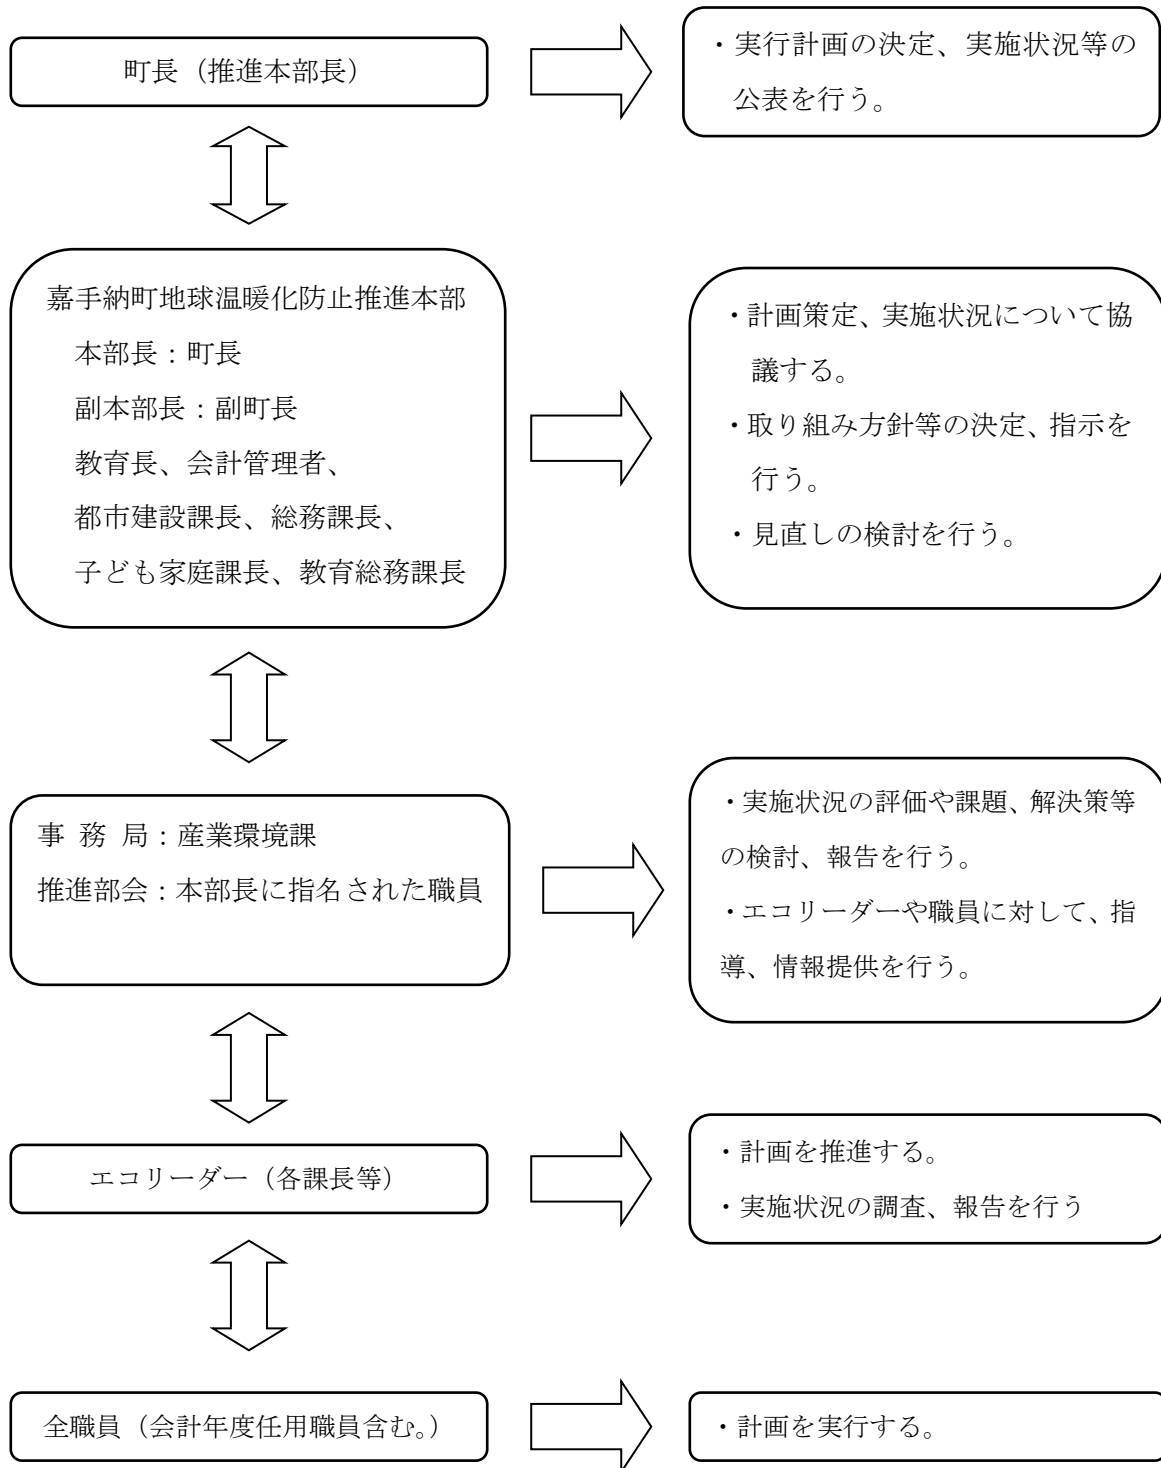 町長（推進本部長）
・実行計画の決定、実施状況等の
公表を行う。
嘉手納町地球温暖化防止推進本部
本部長：町長
副本部長：副町長
教育長、会計管理者、
都市建設課長、総務課長、
子ども家庭課長、教育総務課長
・計画策定、実施状況について協
議する。
・取り組み方針等の決定、指示を
行う。
・見直しの検討を行う。
事 務 局：産業環境課
推進部会：本部長に指名された職員
・実施状況の評価や課題、解決策等
の検討、報告を行う。
・エコリーダーや職員に対して、指
導、情報提供を行う。
エコリーダー（各課長等）
・計画を推進する。
・実施状況の調査、報告を行う
全職員（会計年度任用職員含む。）
・計画を実行する。